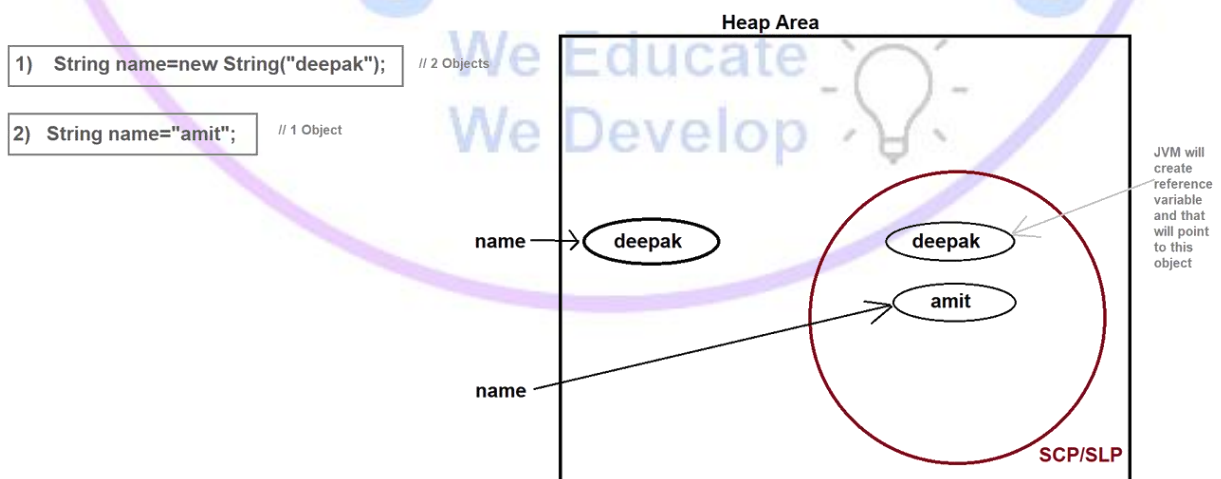 Heap Area
1) String name=new String("deepak");
// 2 Objects
We Educate
2) String name="amit";
// 1 Object
We Develop
JVM will
create
reference
variable
and that
will point
to this
object
name
deepak
deepak
amit
name
SCP/SLP